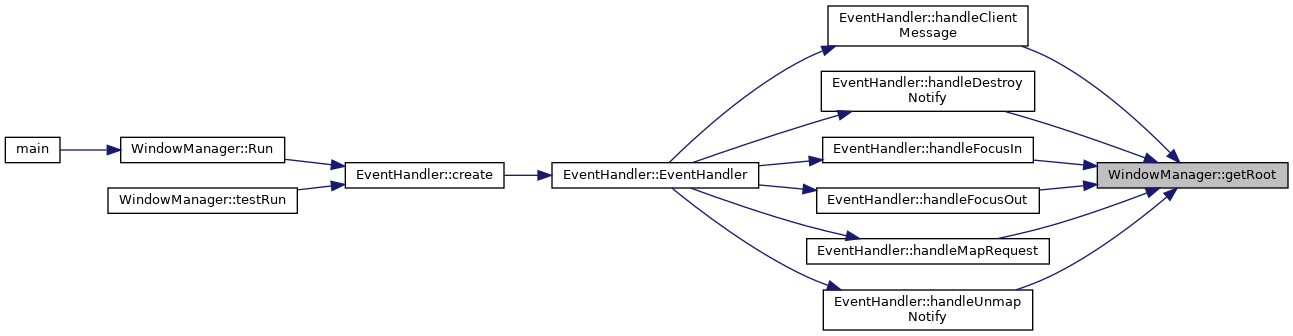 main
WindowManager::Run
WindowManager::testRun
EventHandler::create
EventHandler::EventHandler
EventHandler::handleClient
Message
EventHandler::handleDestroy
Notify
EventHandler::handleFocusIn
EventHandler::handleFocusOut
EventHandler::handleMapRequest
EventHandler::handleUnmap
Notify
WindowManager::getRoot